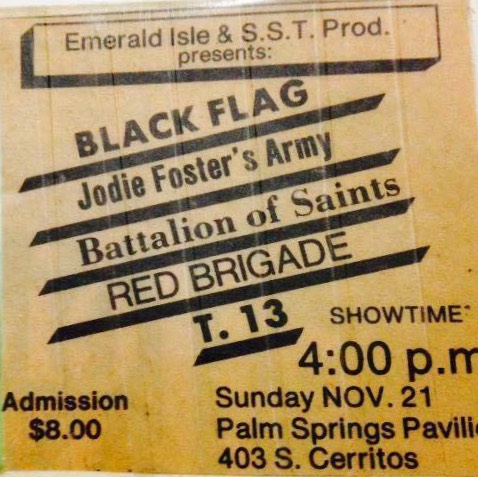 Emerald Isle & S.S.T. Prod.
presents:
BLACK FLAG
Jodie Foster's Army
Battalion of Saints
RED BRIGADE
T. 13
SHOWTIME
4:00 p.m
Admission
$8.00
Sunday NOV. 21
Palm Springs Pavili
403 S. Cerritos